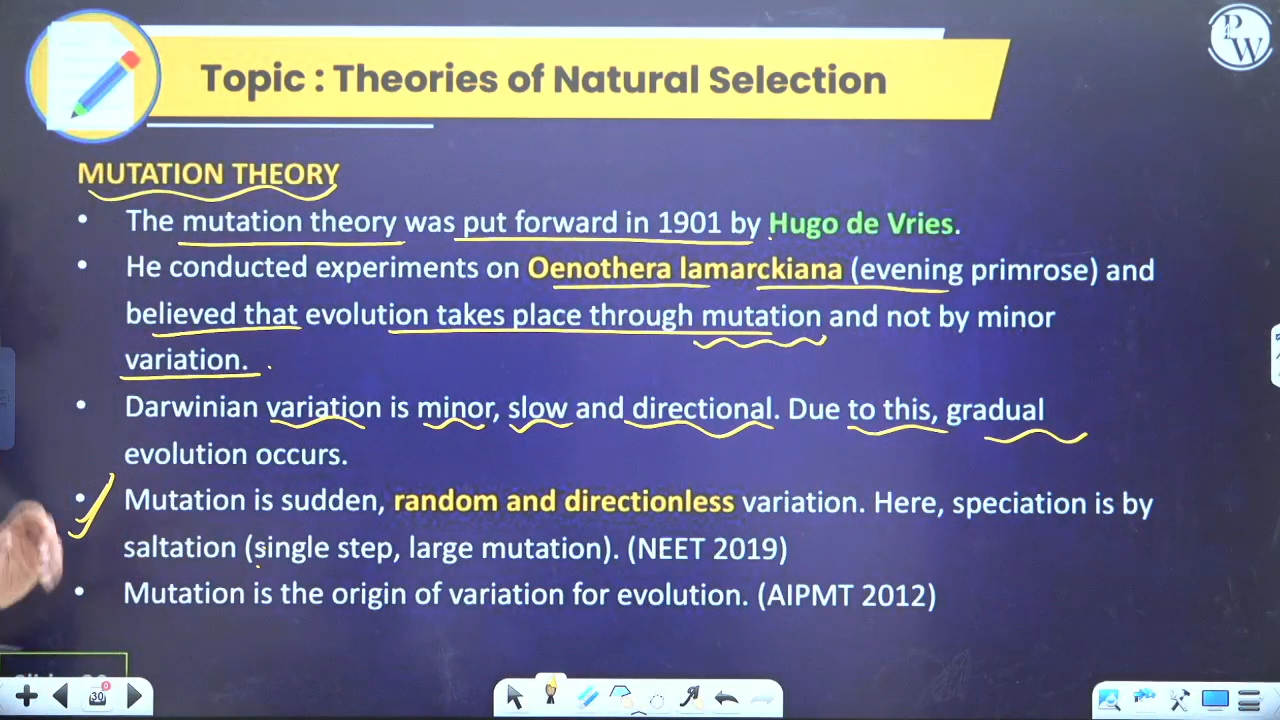 PW
Topic : Theories of Natural Selection
MUTATION THEORY
• The mutation theory was put forward in 1901 by Hugo de Vries.
• He conducted experiments on Oenothera lamarckiana (evening primrose) and
believed that evolution takes place through mutation and not by minor
variation.
• Darwinian variation is minor, slow and directional. Due to this, gradual
evolution occurs.
• Mutation is sudden, random and directionless variation. Here, speciation is by
saltation (single step, large mutation). (NEET 2019)
• Mutation is the origin of variation for evolution. (AIPMT 2012)
30